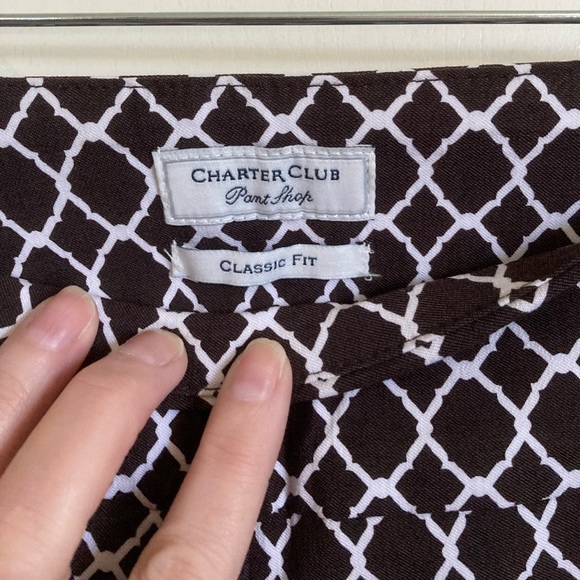 CHARTER CLUB
Pant Shop
CLASSIC FIT